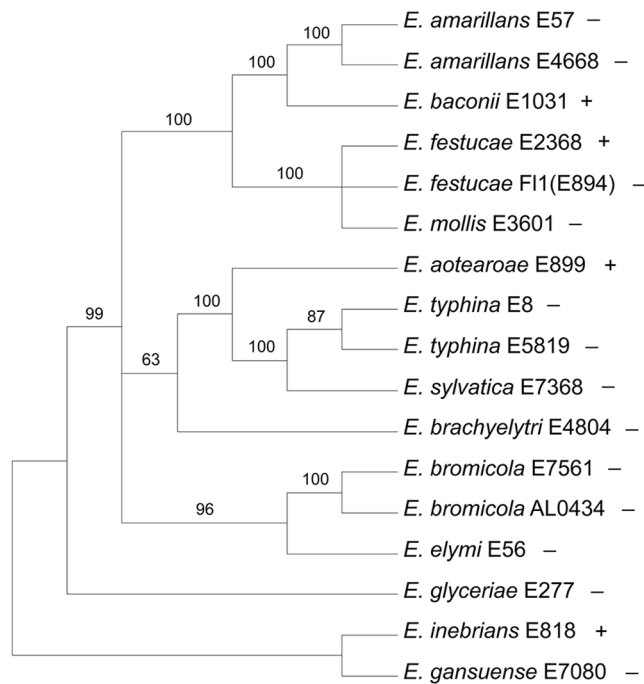 E. amarillans E57 –
100
E. amarillans E4668 –
100
E. baconii E1031 +
100
E. festucae E2368 +
100
E. festucae Fl1(E894) –
E. mollis E3601 –
E. aotearoae E899 +
100
E. typhina E8 –
87
99
E. typhina E5819 –
100
63
E. sylvatica E7368 –
E. brachyelytri E4804 –
E. bromicola E7561 –
100
E. bromicola AL0434 –
96
E. elymi E56 –
E. glyceriae E277 –
E. inebrians E818 +
E. gansuense E7080 –